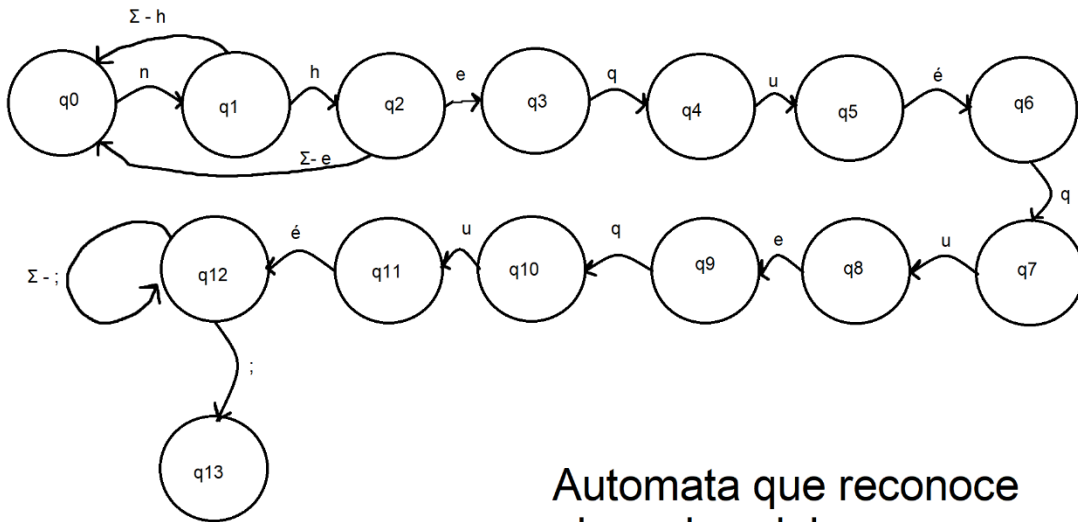 Σ - h
q0
n
q1
h
q2
e
q3
q
q4
u
q5
é
q6
Σ- e
q
q7
u
q8
e
q9
q
q10
u
q11
é
q12
Σ - ;
;
q13
Automata que reconoce